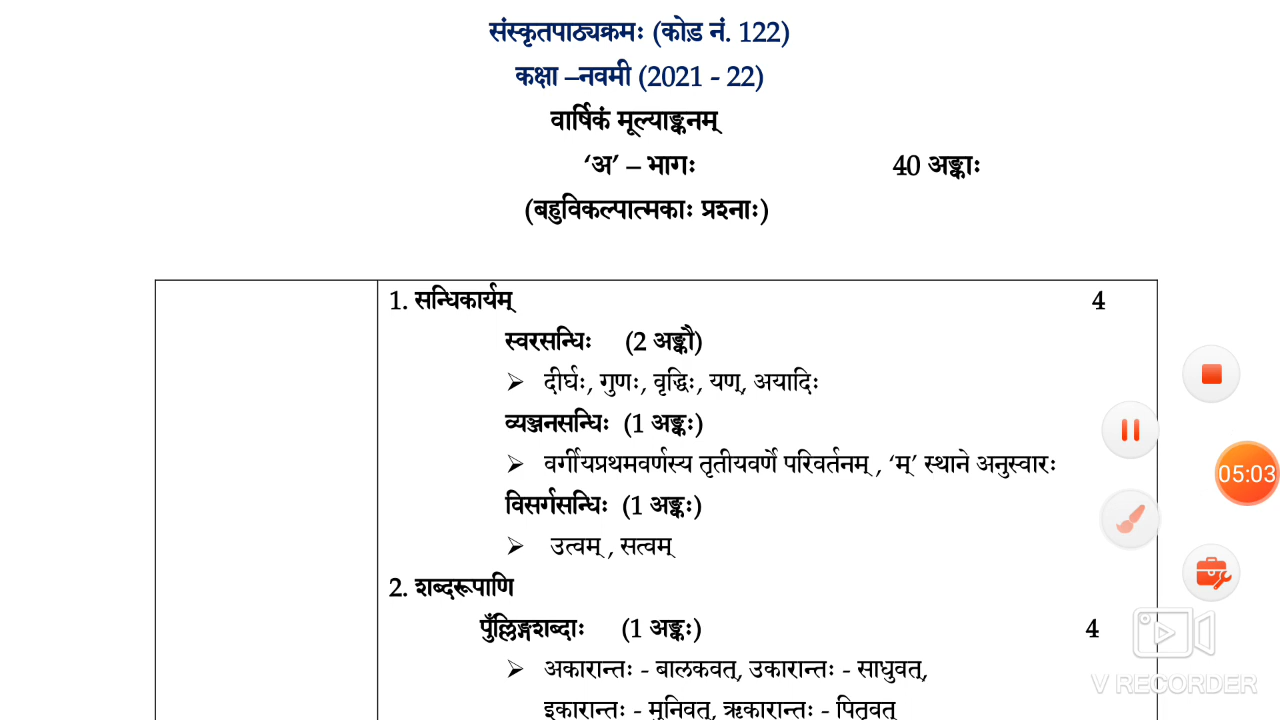 संस्कृतपाठ्यक्रमः (कोड नं. 122)
कक्षा –नवमी (2021 - 22)
वार्षिकं मूल्याङ्कनम्
‘अ’ – भागः 40 अङ्काः
(बहुविकल्पात्मकाः प्रश्नाः)
1. सन्धिकार्यम् 4
स्वरसन्धिः (2 अङ्कौ)
➢ दीर्घः, गुणः, वृद्धिः, यण्, अयादिः
व्यञ्जनसन्धिः (1 अङ्कः)
➢ वर्गीयप्रथमवर्णस्य तृतीयवर्णे परिवर्तनम् , ‘म्’ स्थाने अनुस्वारः
05:03
विसर्गसन्धिः (1 अङ्कः)
➢ उत्वम् , सत्वम्
2. शब्दरूपाणि
पुँल्लिङ्गशब्दाः (1 अङ्कः) 4
➢ अकारान्तः - बालकवत्, उकारान्तः - साधुवत्,
V RECORDER
इकारान्तः - मुनिवत्, ऋकारान्तः - पितृवत्